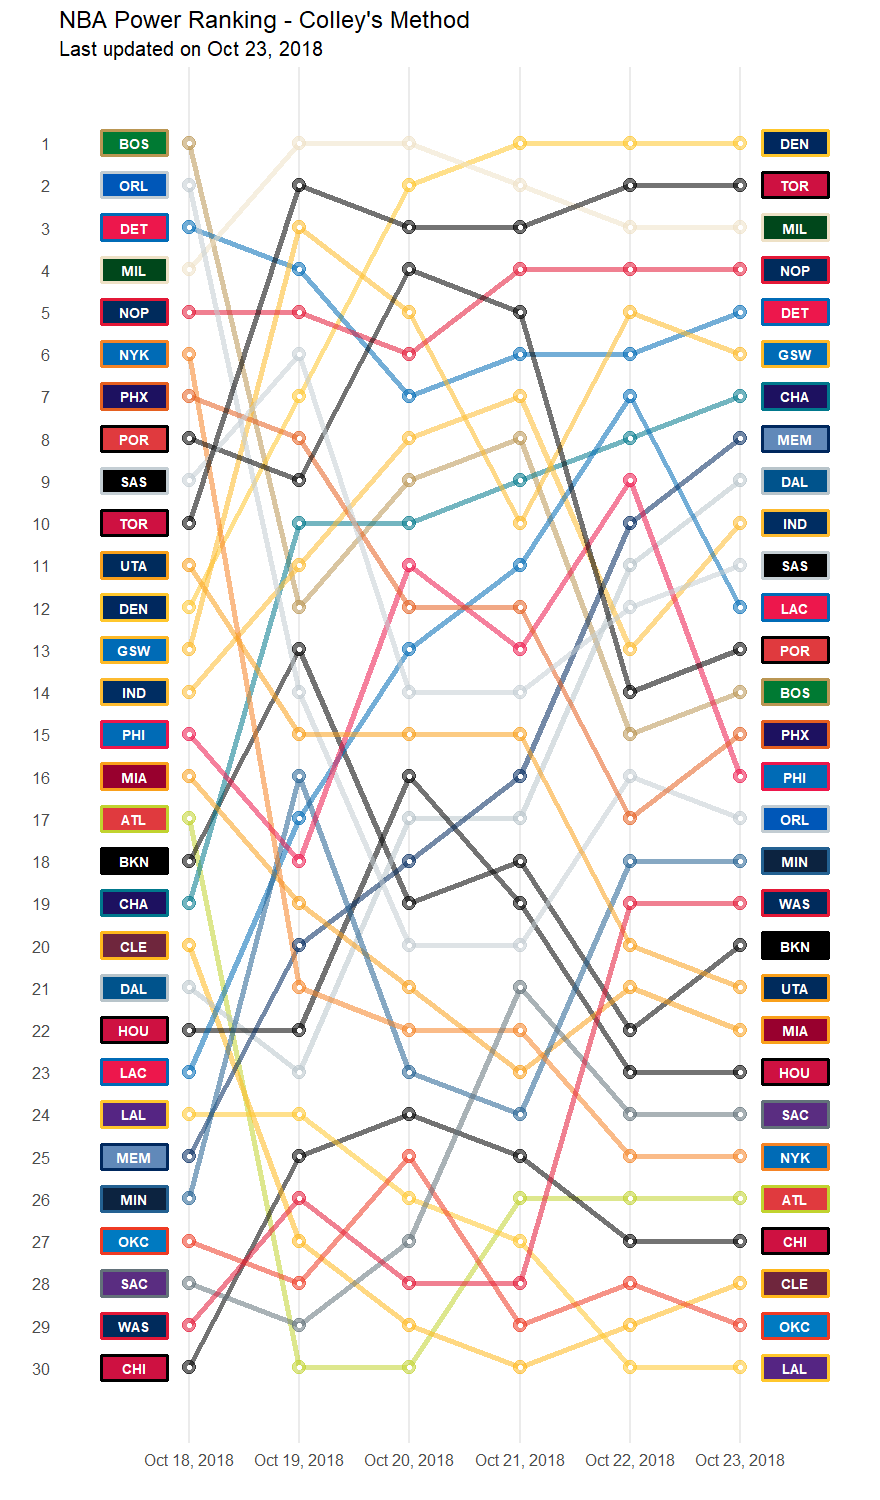 NBA Power Ranking - Colley's Method
Last updated on Oct 23, 2018
1 BOS DEN
2 ORL TOR
3 DET MIL
4 MIL NOP
5 NOP DET
6 NYK GSW
7 PHX CHA
8 POR MEM
9 SAS DAL
10 TOR IND
11 UTA SAS
12 DEN LAC
13 GSW POR
14 IND BOS
15 PHI PHX
16 MIA PHI
17 ATL ORL
18 BKN MIN
19 CHA WAS
20 CLE BKN
21 DAL UTA
22 HOU MIA
23 LAC HOU
24 LAL SAC
25 MEM NYK
26 MIN ATL
27 OKC CHI
28 SAC CLE
29 WAS OKC
30 CHI LAL
Oct 18, 2018 Oct 19, 2018 Oct 20, 2018 Oct 21, 2018 Oct 22, 2018 Oct 23, 2018